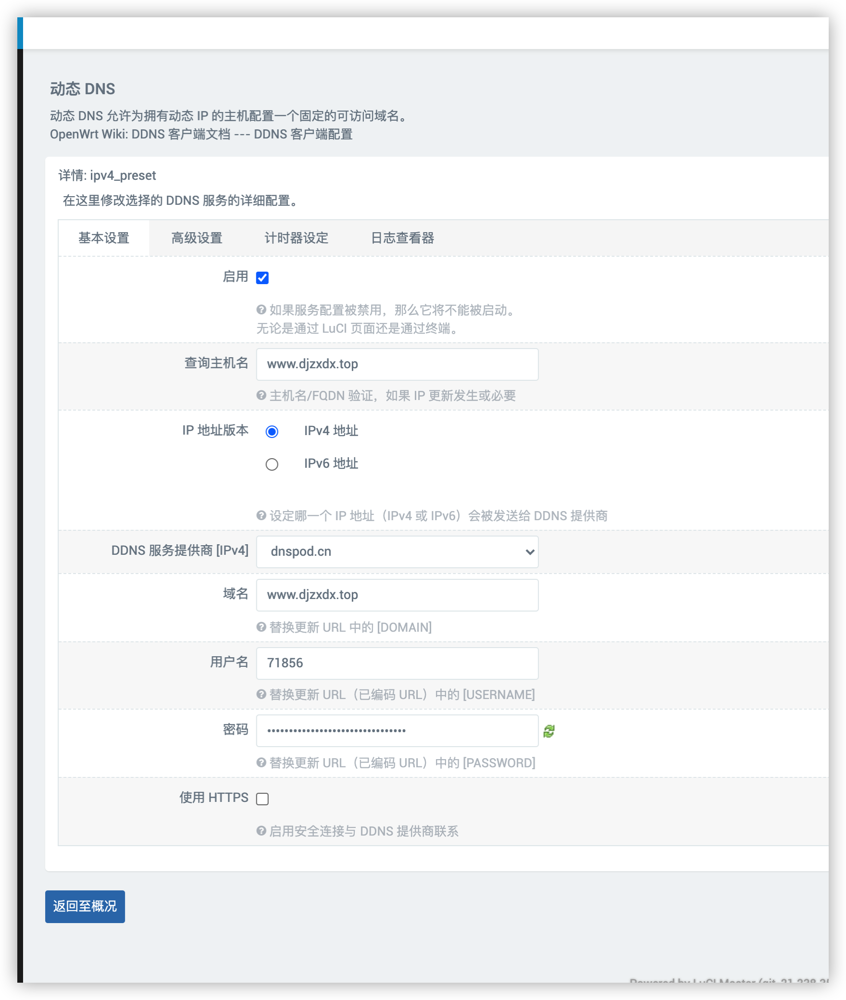 动态 DNS
动态 DNS 允许为拥有动态 IP 的主机配置一个固定的可访问域名。
OpenWrt Wiki: DDNS 客户端文档 --- DDNS 客户端配置
详情: ipv4_preset
在这里修改选择的 DDNS 服务的详细配置。
基本设置 高级设置 计时器设定 日志查看器
启用
如果服务配置被禁用，那么它将不能被启动。
无论是通过 LuCI 页面还是通过终端。
查询主机名 www.djzxdx.top
主机名/FQDN 验证，如果 IP 更新发生或必要
IP 地址版本 IPv4 地址
IPv6 地址
设定哪一个 IP 地址（IPv4 或 IPv6）会被发送给 DDNS 提供商
DDNS 服务提供商 [IPv4] dnspod.cn
域名 www.djzxdx.top
替换更新 URL 中的 [DOMAIN]
用户名 71856
替换更新 URL（已编码 URL）中的 [USERNAME]
密码 ••••••••••••••••••••••••••••••••
替换更新 URL（已编码 URL）中的 [PASSWORD]
使用 HTTPS
启用安全连接与 DDNS 提供商联系
返回至概况
Powered by LuCI Master